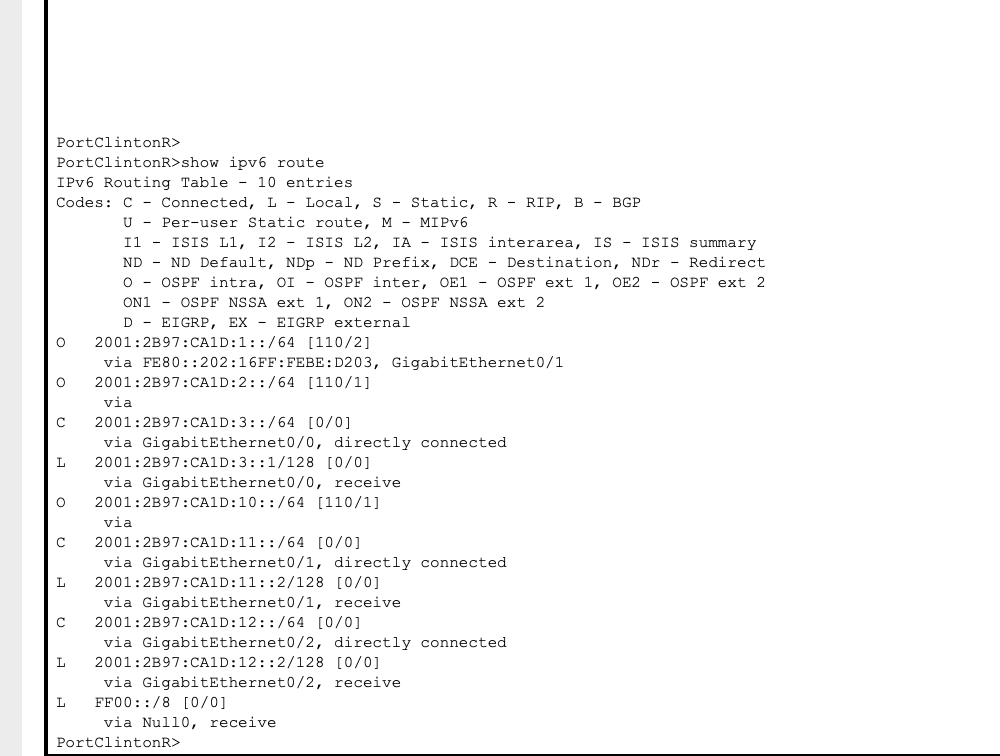 PortClintonR>
PortClintonR>show ipv6 route
IPv6 Routing Table - 10 entries
Codes: C - Connected, L - Local, S - Static, R - RIP, B - BGP
       U - Per-user Static route, M - MIPv6
       I1 - ISIS L1, I2 - ISIS L2, IA - ISIS interarea, IS - ISIS summary
       ND - ND Default, NDp - ND Prefix, DCE - Destination, NDr - Redirect
       O - OSPF intra, OI - OSPF inter, OE1 - OSPF ext 1, OE2 - OSPF ext 2
       ON1 - OSPF NSSA ext 1, ON2 - OSPF NSSA ext 2
       D - EIGRP, EX - EIGRP external
O   2001:2B97:CA1D:1::/64 [110/2]
     via FE80::202:16FF:FEBE:D203, GigabitEthernet0/1
O   2001:2B97:CA1D:2::/64 [110/1]
     via
C   2001:2B97:CA1D:3::/64 [0/0]
     via GigabitEthernet0/0, directly connected
L   2001:2B97:CA1D:3::1/128 [0/0]
     via GigabitEthernet0/0, receive
O   2001:2B97:CA1D:10::/64 [110/1]
     via
C   2001:2B97:CA1D:11::/64 [0/0]
     via GigabitEthernet0/1, directly connected
L   2001:2B97:CA1D:11::2/128 [0/0]
     via GigabitEthernet0/1, receive
C   2001:2B97:CA1D:12::/64 [0/0]
     via GigabitEthernet0/2, directly connected
L   2001:2B97:CA1D:12::2/128 [0/0]
     via GigabitEthernet0/2, receive
L   FF00::/8 [0/0]
     via Null0, receive
PortClintonR>